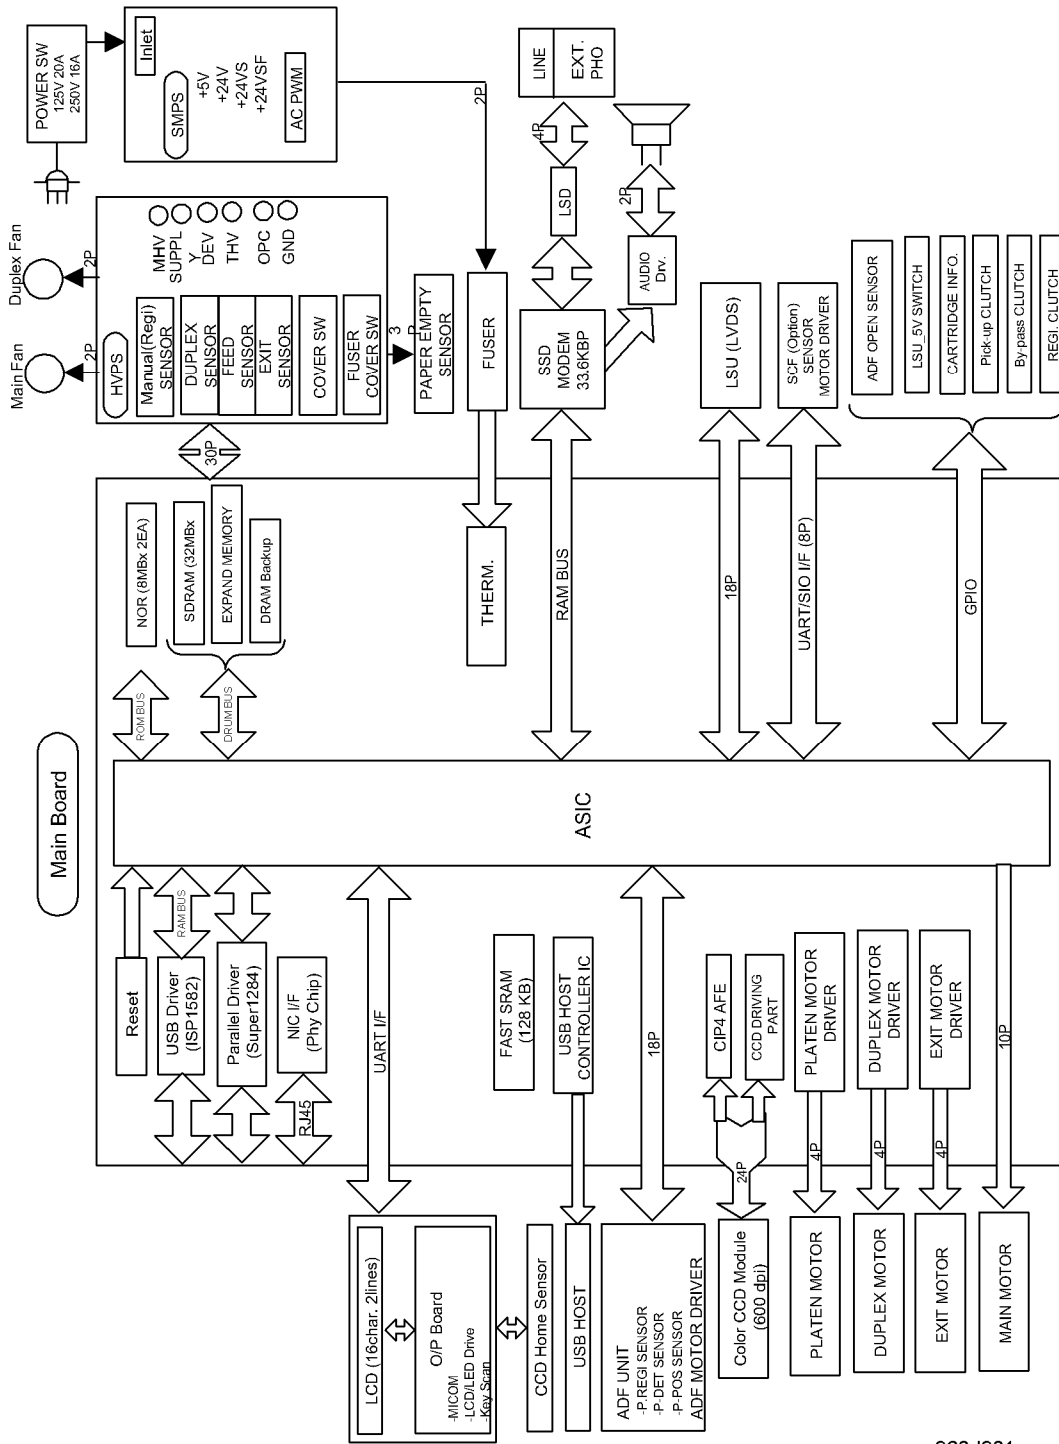 Main Board
POWER SW
125V 20A
250V 16A
Inlet
SMPS
+5V
+24V
+24VS
+24VSF
AC PWM
Duplex Fan
Main Fan
2P
2P
HVPS
Manual(Regi)
SENSOR
DUPLEX
SENSOR
FEED
SENSOR
EXIT
SENSOR
COVER SW
FUSER
COVER SW
MHV
SUPPL
Y
DEV
THV
OPC
GND
30P
3
P
PAPER EMPTY
SENSOR
2P
FUSER
THERM.
LINE
EXT.
PHO
4P
LSD
2P
AUDIO
Drv.
SSD
MODEM
33.6KBP
RAM BUS
LSU (LVDS)
18P
SCF (Option)
SENSOR
MOTOR DRIVER
UART/SIO I/F (8P)
ADF OPEN SENSOR
LSU_5V SWITCH
CARTRIDGE INFO.
Pick-up CLUTCH
By-pass CLUTCH
REGI. CLUTCH
GPIO
NOR (8MBx 2EA)
SDRAM (32MBx
EXPAND MEMORY
DRAM Backup
ROM BUS
DRUM BUS
ASIC
Reset
RAM BUS
USB Driver
(ISP1582)
Parallel Driver
(Super1284)
NIC I/F
(Phy Chip)
RJ45
UART I/F
FAST SRAM
(128 KB)
USB HOST
CONTROLLER IC
18P
CIP4 AFE
CCD DRIVING
PART
24P
PLATEN MOTOR
DRIVER
4P
DUPLEX MOTOR
DRIVER
4P
EXIT MOTOR
DRIVER
4P
10P
LCD (16char. 2lines)
O/P Board
-MICOM
-LCD/LED Drive
-Key Scan
CCD Home Sensor
USB HOST
ADF UNIT
-P.REGI SENSOR
-P-DET SENSOR
-P-POS SENSOR
ADF MOTOR DRIVER
Color CCD Module
(600 dpi)
PLATEN MOTOR
DUPLEX MOTOR
EXIT MOTOR
MAIN MOTOR